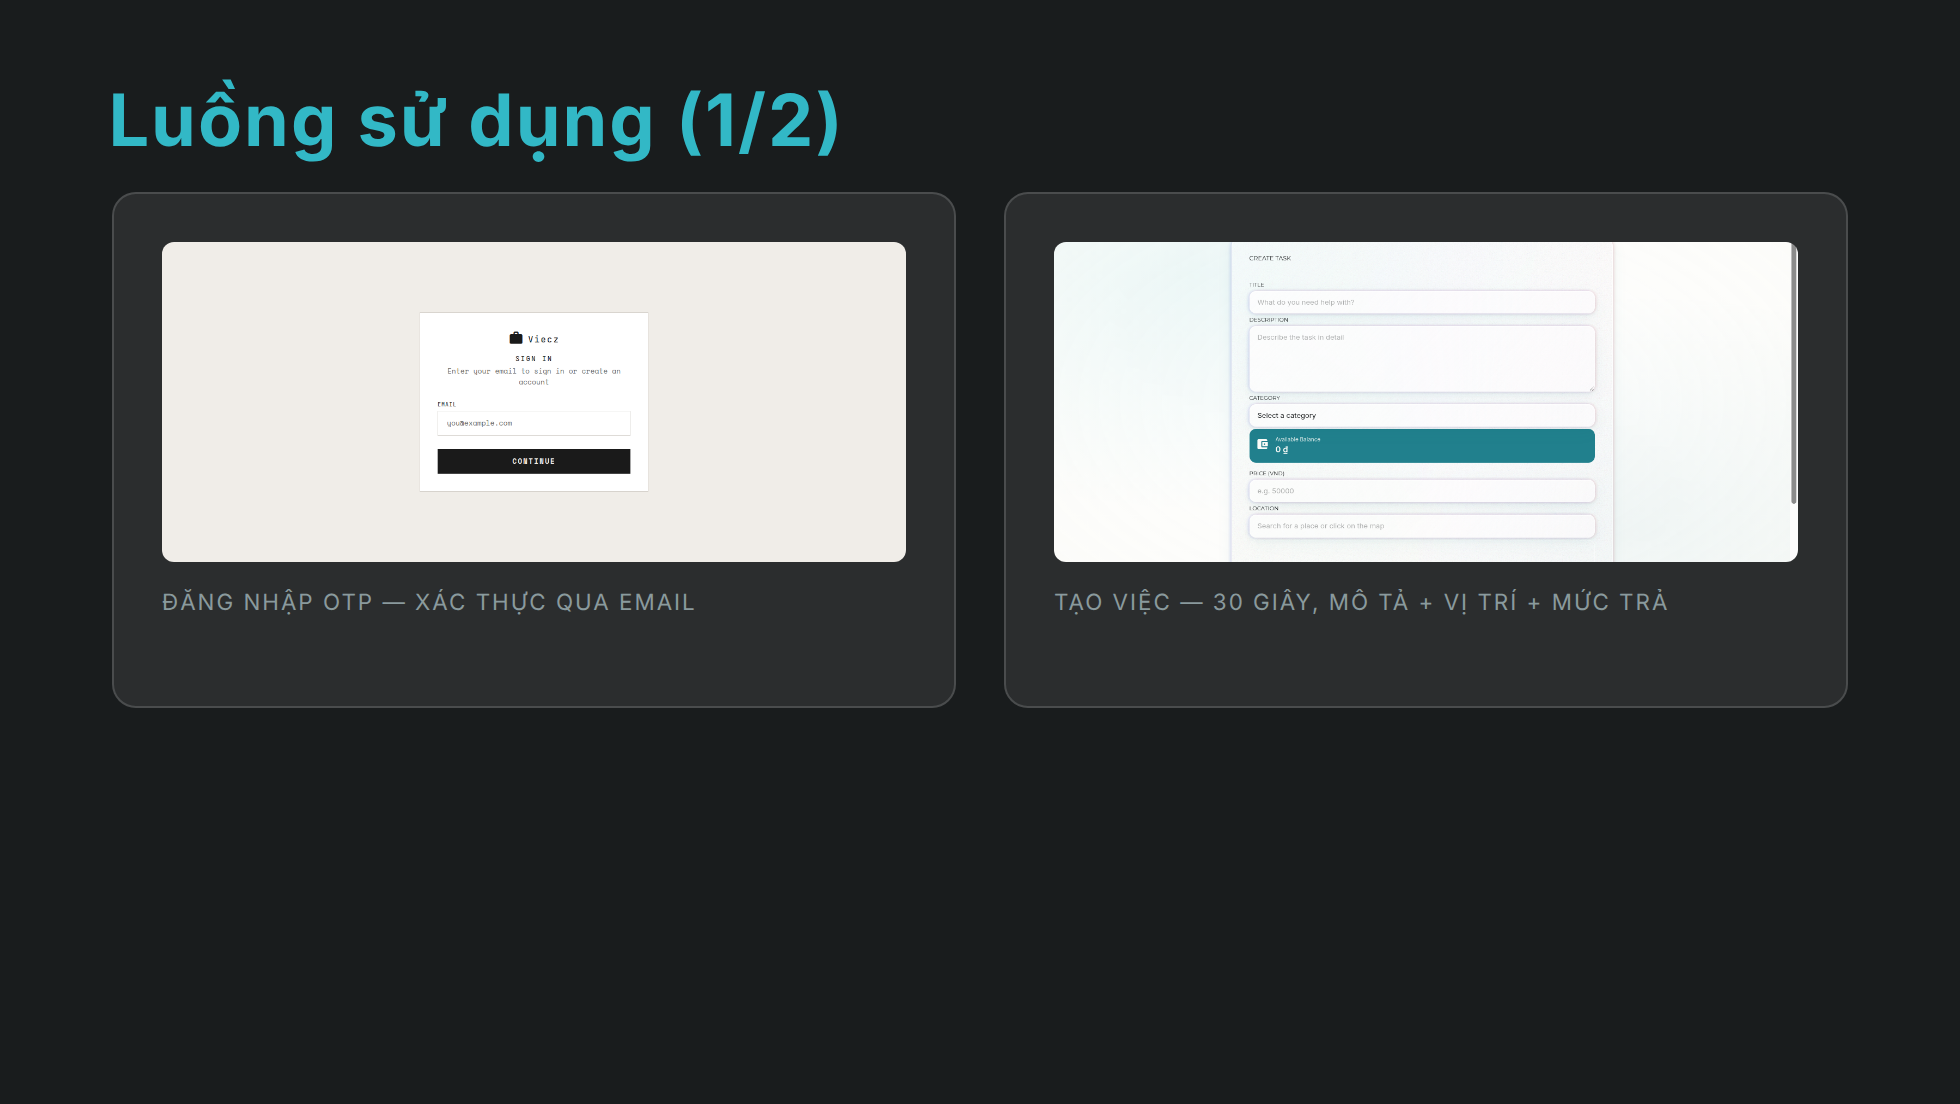 Luồng sử dụng (1/2)
Viecz
SIGN IN
Enter your email to sign in or create an
account
EMAIL
you@example.com
CONTINUE
ĐĂNG NHẬP OTP — XÁC THỰC QUA EMAIL
CREATE TASK
TITLE
What do you need help with?
DESCRIPTION
Describe the task in detail
CATEGORY
Select a category
Available Balance
0 ₫
PRICE (VND)
e.g. 50000
LOCATION
Search for a place or click on the map
TẠO VIỆC — 30 GIÂY, MÔ TẢ + VỊ TRÍ + MỨC TRẢ